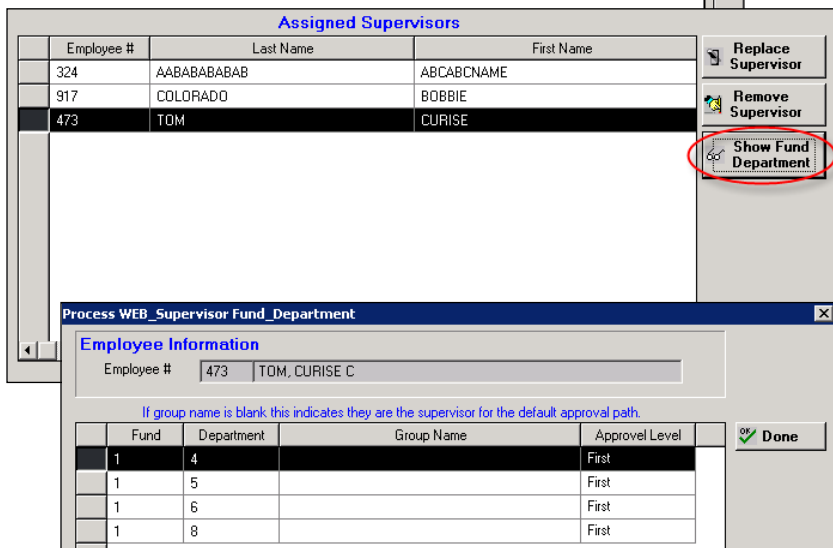 Assigned Supervisors
Employee # Last Name First Name
324 AABABABABAB ABCABCNAME
917 COLORADO BOBBIE
473 TOM CURISE
Replace
Supervisor
Remove
Supervisor
Show Fund
Department
Process WEB_Supervisor Fund_Department
Employee Information
Employee # 473 TOM, CURISE C
If group name is blank this indicates they are the supervisor for the default approval path.
Fund Department Group Name Approvel Level
1 4 First
1 5 First
1 6 First
1 8 First
OK Done